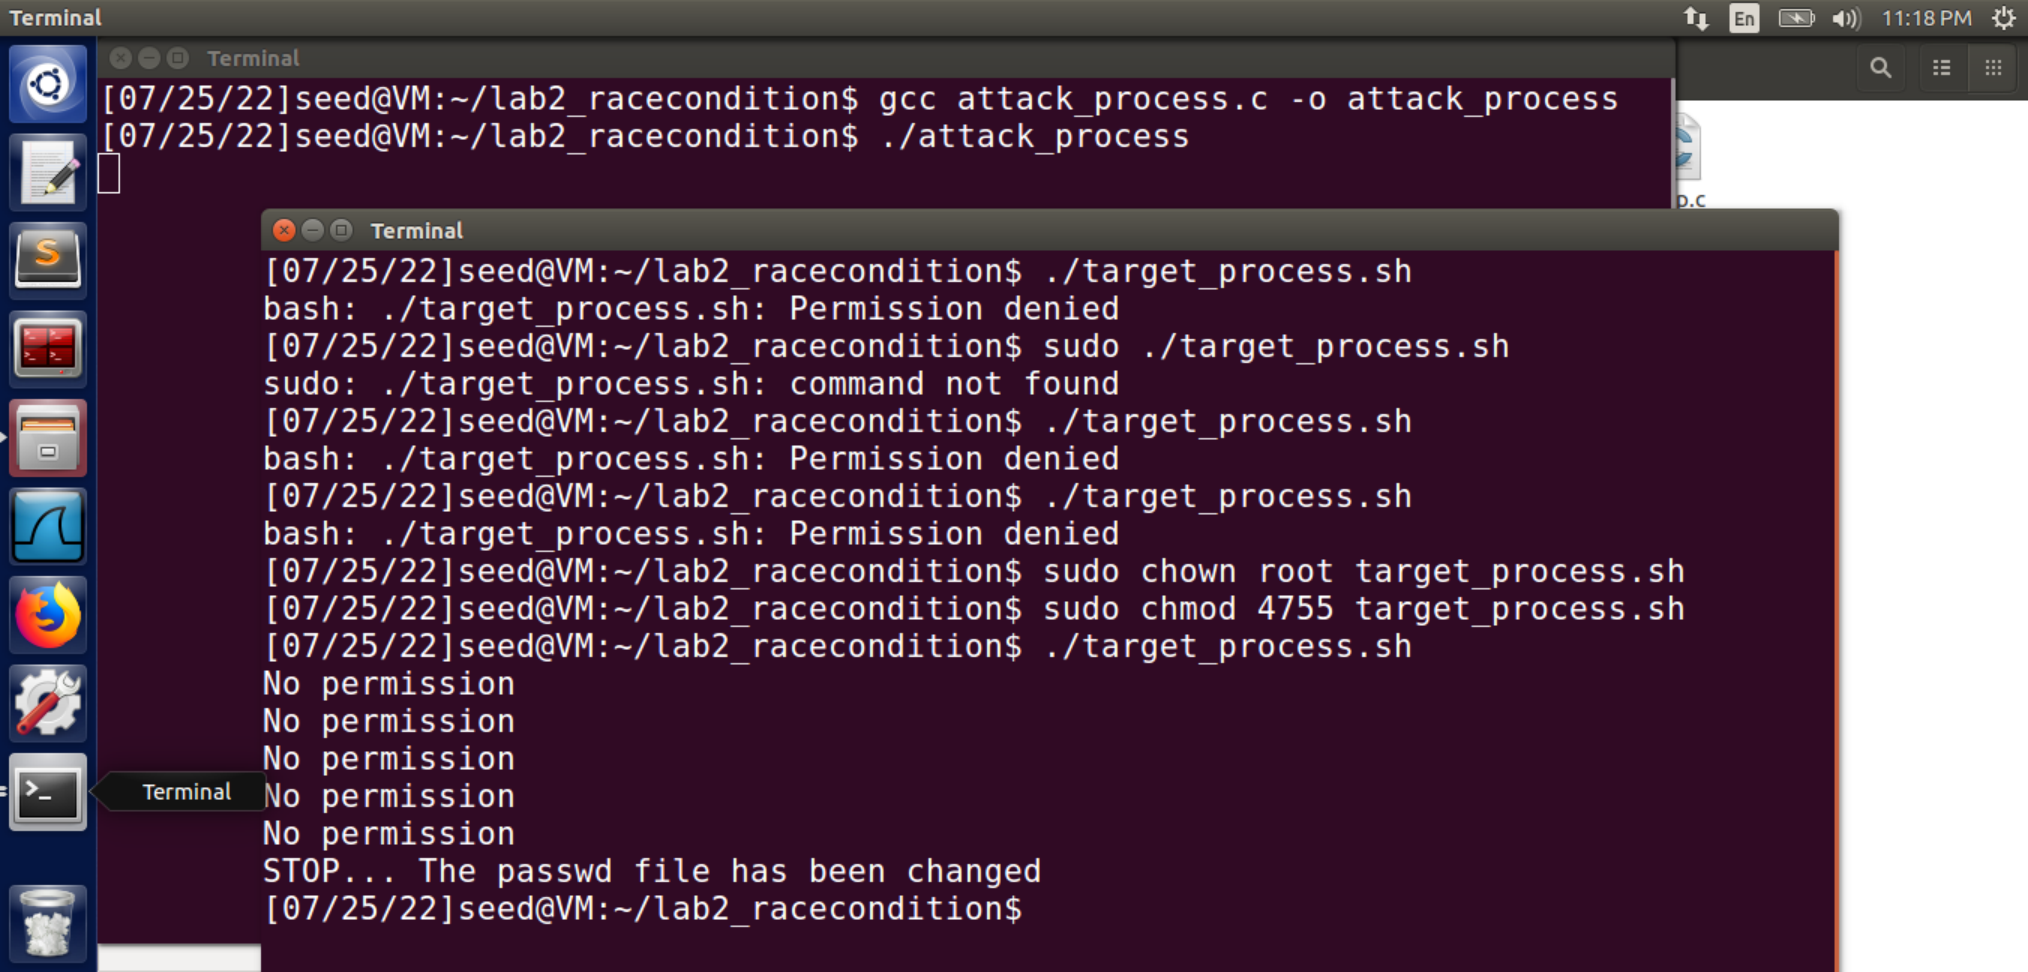 Terminal
En
11:18 PM
Terminal
[07/25/22]seed@VM:~/lab2_racecondition$ gcc attack_process.c -o attack_process
[07/25/22]seed@VM:~/lab2_racecondition$ ./attack_process
p.c
Terminal
[07/25/22]seed@VM:~/lab2_racecondition$ ./target_process.sh
bash: ./target_process.sh: Permission denied
[07/25/22]seed@VM:~/lab2_racecondition$ sudo ./target_process.sh
sudo: ./target_process.sh: command not found
[07/25/22]seed@VM:~/lab2_racecondition$ ./target_process.sh
bash: ./target_process.sh: Permission denied
[07/25/22]seed@VM:~/lab2_racecondition$ ./target_process.sh
bash: ./target_process.sh: Permission denied
[07/25/22]seed@VM:~/lab2_racecondition$ sudo chown root target_process.sh
[07/25/22]seed@VM:~/lab2_racecondition$ sudo chmod 4755 target_process.sh
[07/25/22]seed@VM:~/lab2_racecondition$ ./target_process.sh
No permission
No permission
No permission
Terminal
No permission
No permission
STOP... The passwd file has been changed
[07/25/22]seed@VM:~/lab2_racecondition$